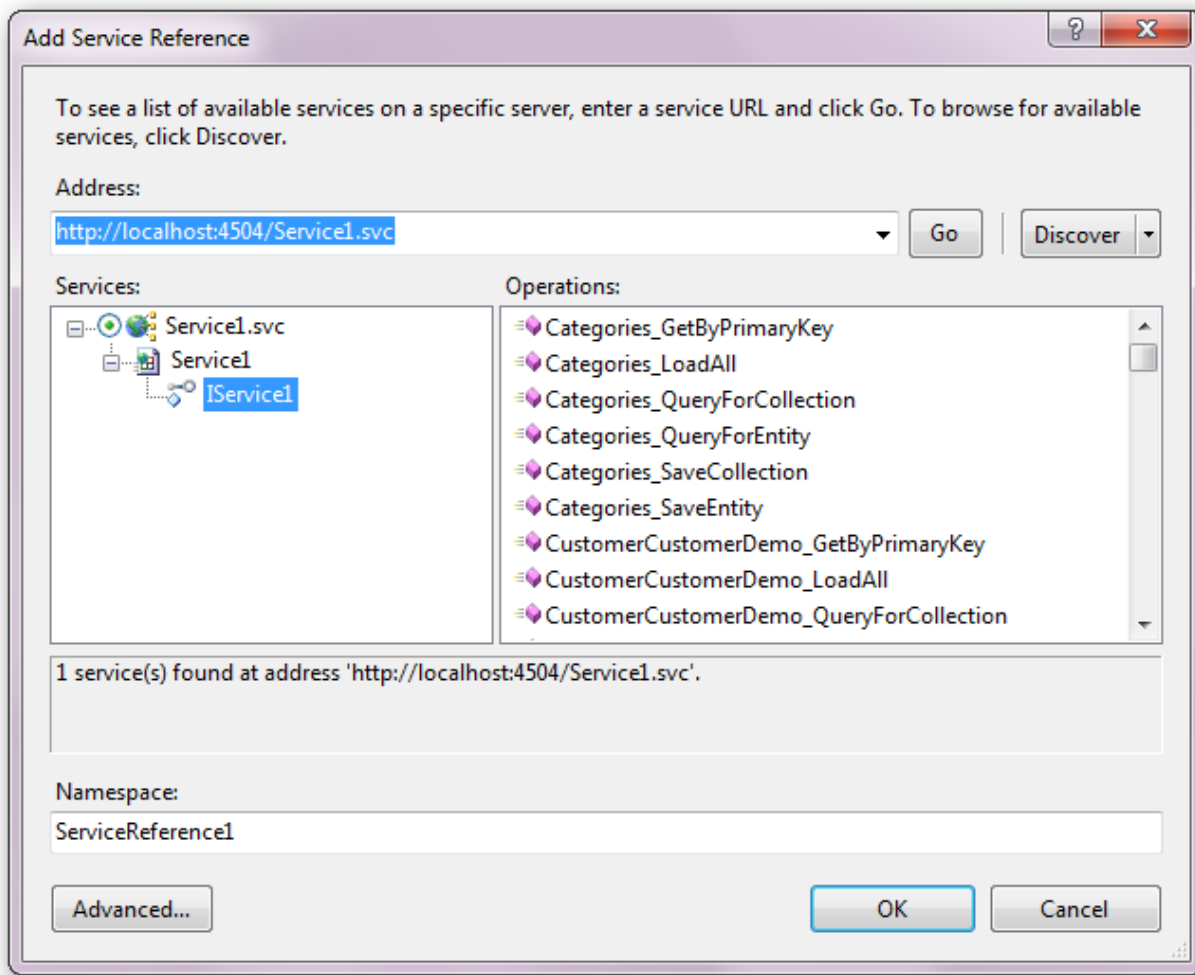 Add Service Reference
To see a list of available services on a specific server, enter a service URL and click Go. To browse for available
services, click Discover.
Address:
http://localhost:4504/Service1.svc
Go
Discover
Services:
Operations:
Service1.svc
Service1
IService1
Categories_GetByPrimaryKey
Categories_LoadAll
Categories_QueryForCollection
Categories_QueryForEntity
Categories_SaveCollection
Categories_SaveEntity
CustomerCustomerDemo_GetByPrimaryKey
CustomerCustomerDemo_LoadAll
CustomerCustomerDemo_QueryForCollection
1 service(s) found at address 'http://localhost:4504/Service1.svc'.
Namespace:
ServiceReference1
Advanced...
OK
Cancel